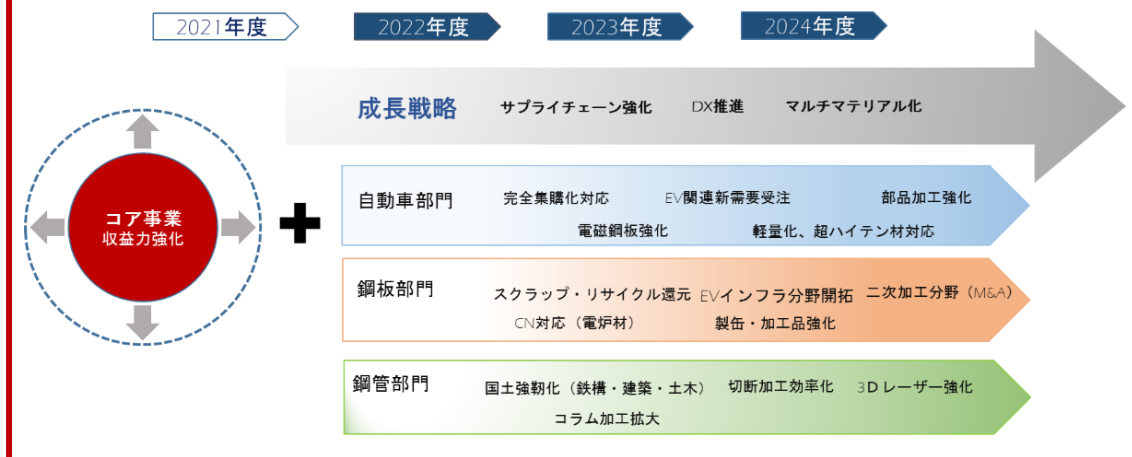 2021年度
2022年度
2023年度
2024年度
成長戦略
サプライチェーン強化
DX推進
マルチマテリアル化
コア事業
収益力強化
自動車部門
完全集購化対応
EV関連新需要受注
部品加工強化
電磁鋼板強化
軽量化、超ハイテン材対応
鋼板部門
スクラップ・リサイクル還元
EVインフラ分野開拓
二次加工分野（M&A）
CN対応（電炉材）
製缶・加工品強化
鋼管部門
国土強靭化（鉄構・建築・土木）
切断加工効率化
3Dレーザー強化
コラム加工拡大